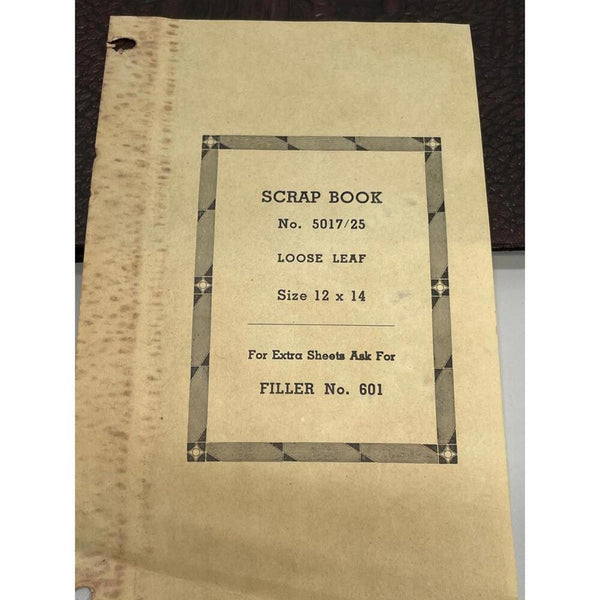 SCRAP BOOK
No. 5017/25
LOOSE LEAF
Size 12 x 14
For Extra Sheets Ask For
FILLER No. 601